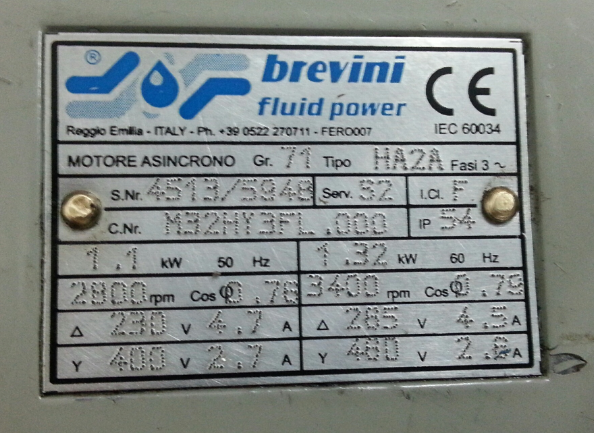 ® brevini
fluid power
Reggio Emilia - ITALY - Ph. +39 0522 270711 - FERO007
IEC 60034
MOTORE ASINCRONO Gr. 71 Tipo HA2A Fasi 3 ~
S.Nr. 4513/5948 Serv. S2 I.Cl. F
C.Nr. M32HY3FL.000 IP 54
1.1 kW 50 Hz 1.32 kW 60 Hz
2800 rpm Cos φ 0.78 3400 rpm Cos φ 0.79
Δ 230 V 4.7 A Δ 265 V 4.5 A
Y 400 V 2.7 A Y 460 V A